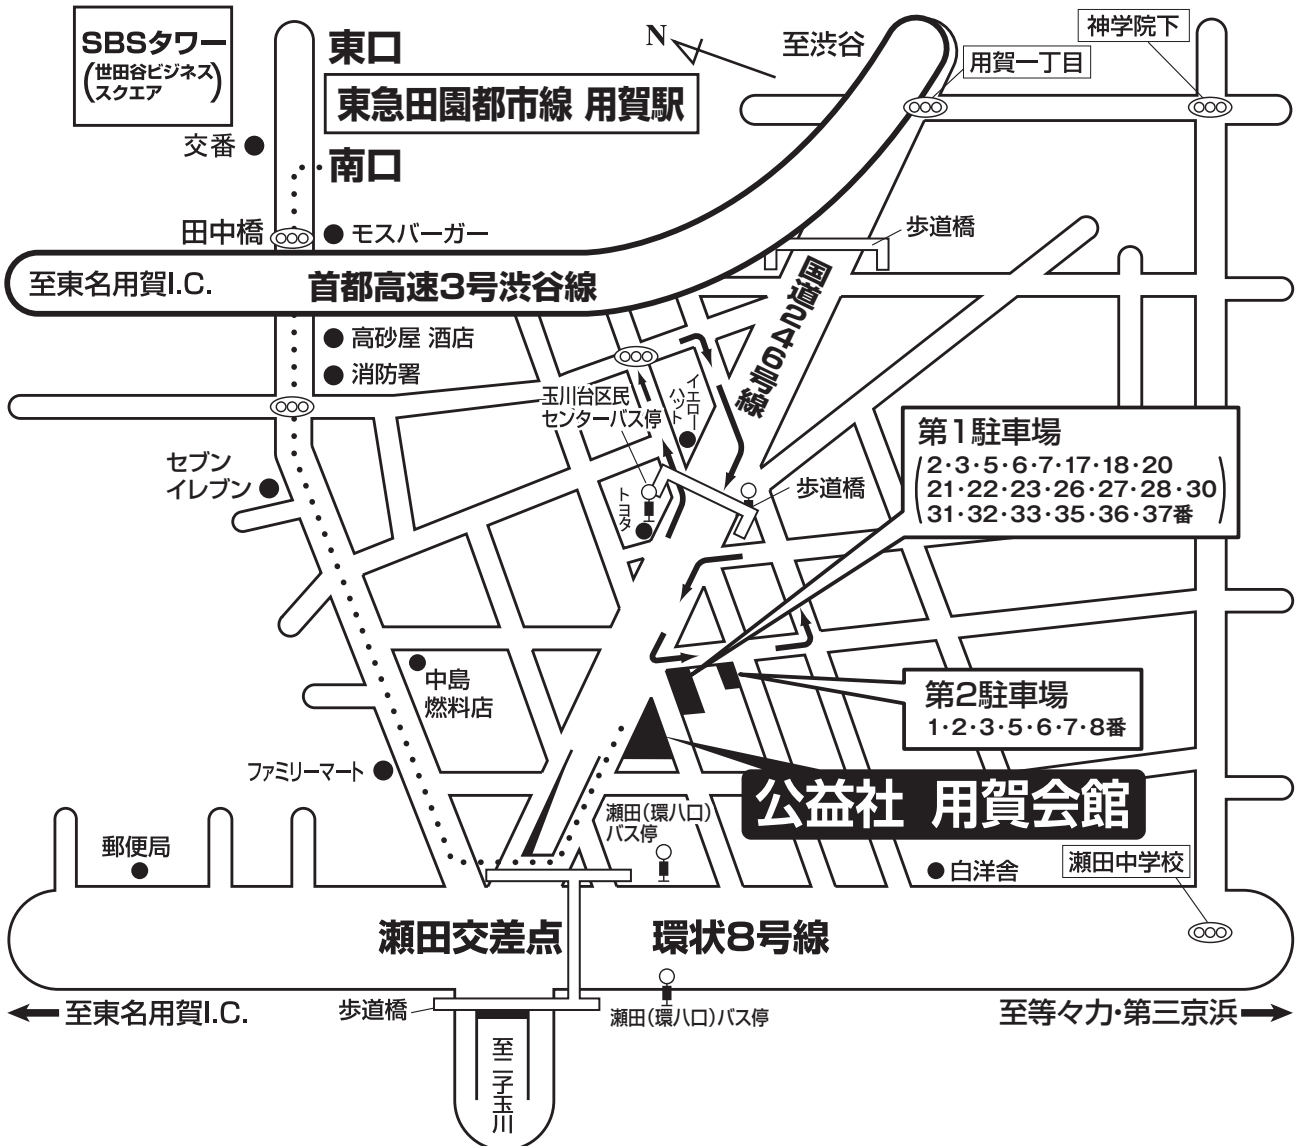 SBSタワー
(世田谷ビジネス
スクエア)
東口
東急田園都市線 用賀駅
N
至渋谷
神学院下
用賀一丁目
交番
南口
田中橋
モスバーガー
歩道橋
至東名用賀I.C.
首都高速3号渋谷線
国道246号線
高砂屋 酒店
消防署
イエロー
ハット
玉川台区民
センターバス停
第1駐車場
(2・3・5・6・7・17・18・20
21・22・23・26・27・28・30
31・32・33・35・36・37番)
セブン
イレブン
トヨタ
歩道橋
中島
燃料店
第2駐車場
1・2・3・5・6・7・8番
ファミリーマート
公益社 用賀会館
瀬田(環八口)
バス停
郵便局
白洋舎
瀬田中学校
瀬田交差点
環状8号線
至東名用賀I.C.
歩道橋
瀬田(環八口)バス停
至等々力・第三京浜
至二子玉川